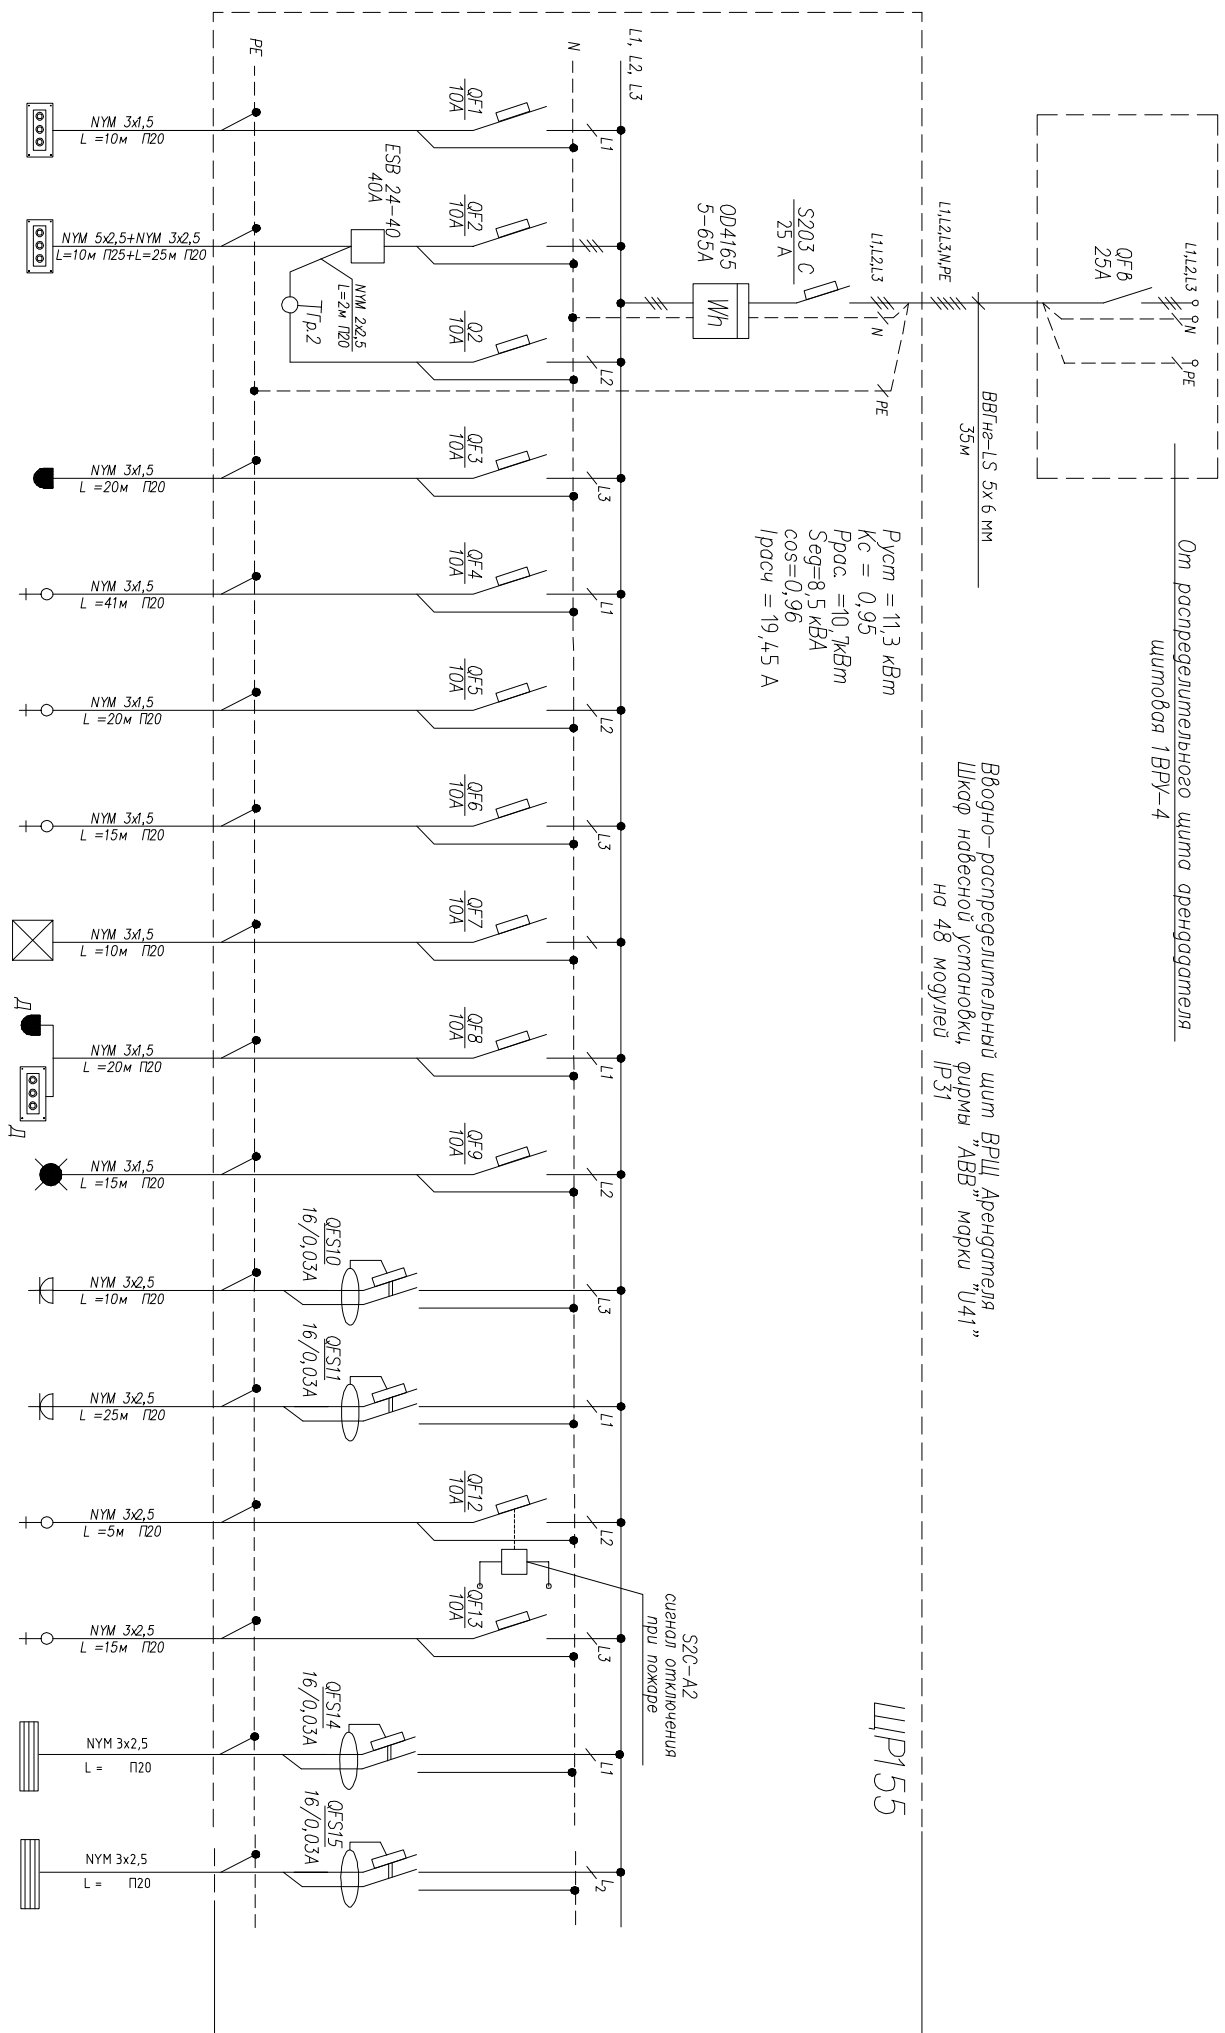 От распределительного щита арендадателя
щитовая 1ВРУ-4
L1,L2,L3
N
PE
QFB
25A
ВВГнг-LS 5x6 мм
35м
L1,L2,L3,N,PE
Вводно-распределительный щит ВРЩ Арендателя
Шкаф навесной установки, фирмы "АВВ" марки "U41"
на 48 модулей IP31
ЩР155
L1,L2,L3
N
PE
S203 C
25 A
OD4165
5-65A
Wh
Руст =11,3 кВт
Кс = 0,95
Ррас. =10,7кВт
Sед=8,5 кВА
cos=0,96
Iрасч =19,45 А
S2C-A2
сигнал отключения
при пожаре
L1, L2, L3
N
PE
L1
L2
L3
L1
L2
L3
L1
L2
L3
L1
L2
L3
L1
L2
QF1
10A
QF2
10A
Q2
10A
QF3
10A
QF4
10A
QF5
10A
QF6
10A
QF7
10A
QF8
10A
QF9
10A
QFS10
16/0,03A
QFS11
16/0,03A
QF12
10A
QF13
10A
QFS14
16/0,03A
QFS15
16/0,03A
ESB 24-40
40A
NYM 2x2,5
L=2м П20
ТГр.2
NYM 3x1,5
L =10м П20
NYM 5x2,5+NYM 3x2,5
L=10м П25+L=25м П20
NYM 3x1,5
L =20м П20
NYM 3x1,5
L =41м П20
NYM 3x1,5
L =20м П20
NYM 3x1,5
L =15м П20
NYM 3x1,5
L =10м П20
NYM 3x1,5
L =20м П20
NYM 3x1,5
L =15м П20
NYM 3x2,5
L =10м П20
NYM 3x2,5
L =25м П20
NYM 3x2,5
L =5м П20
NYM 3x2,5
L =15м П20
NYM 3x2,5
L = П20
NYM 3x2,5
L = П20
Д
Д